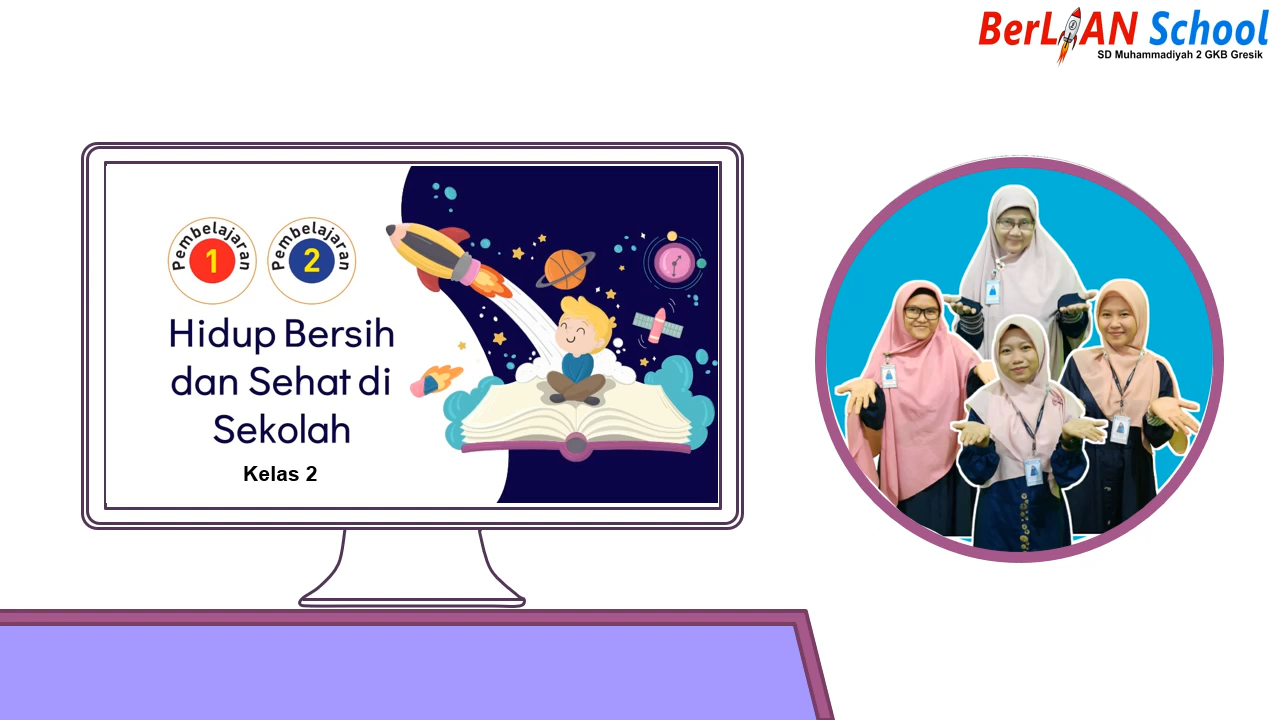 BerLIAN School
SD Muhammadiyah 2 GKB Gresik
Pembelajaran
1
Pembelajaran
2
Hidup Bersih
dan Sehat di
Sekolah
Kelas 2